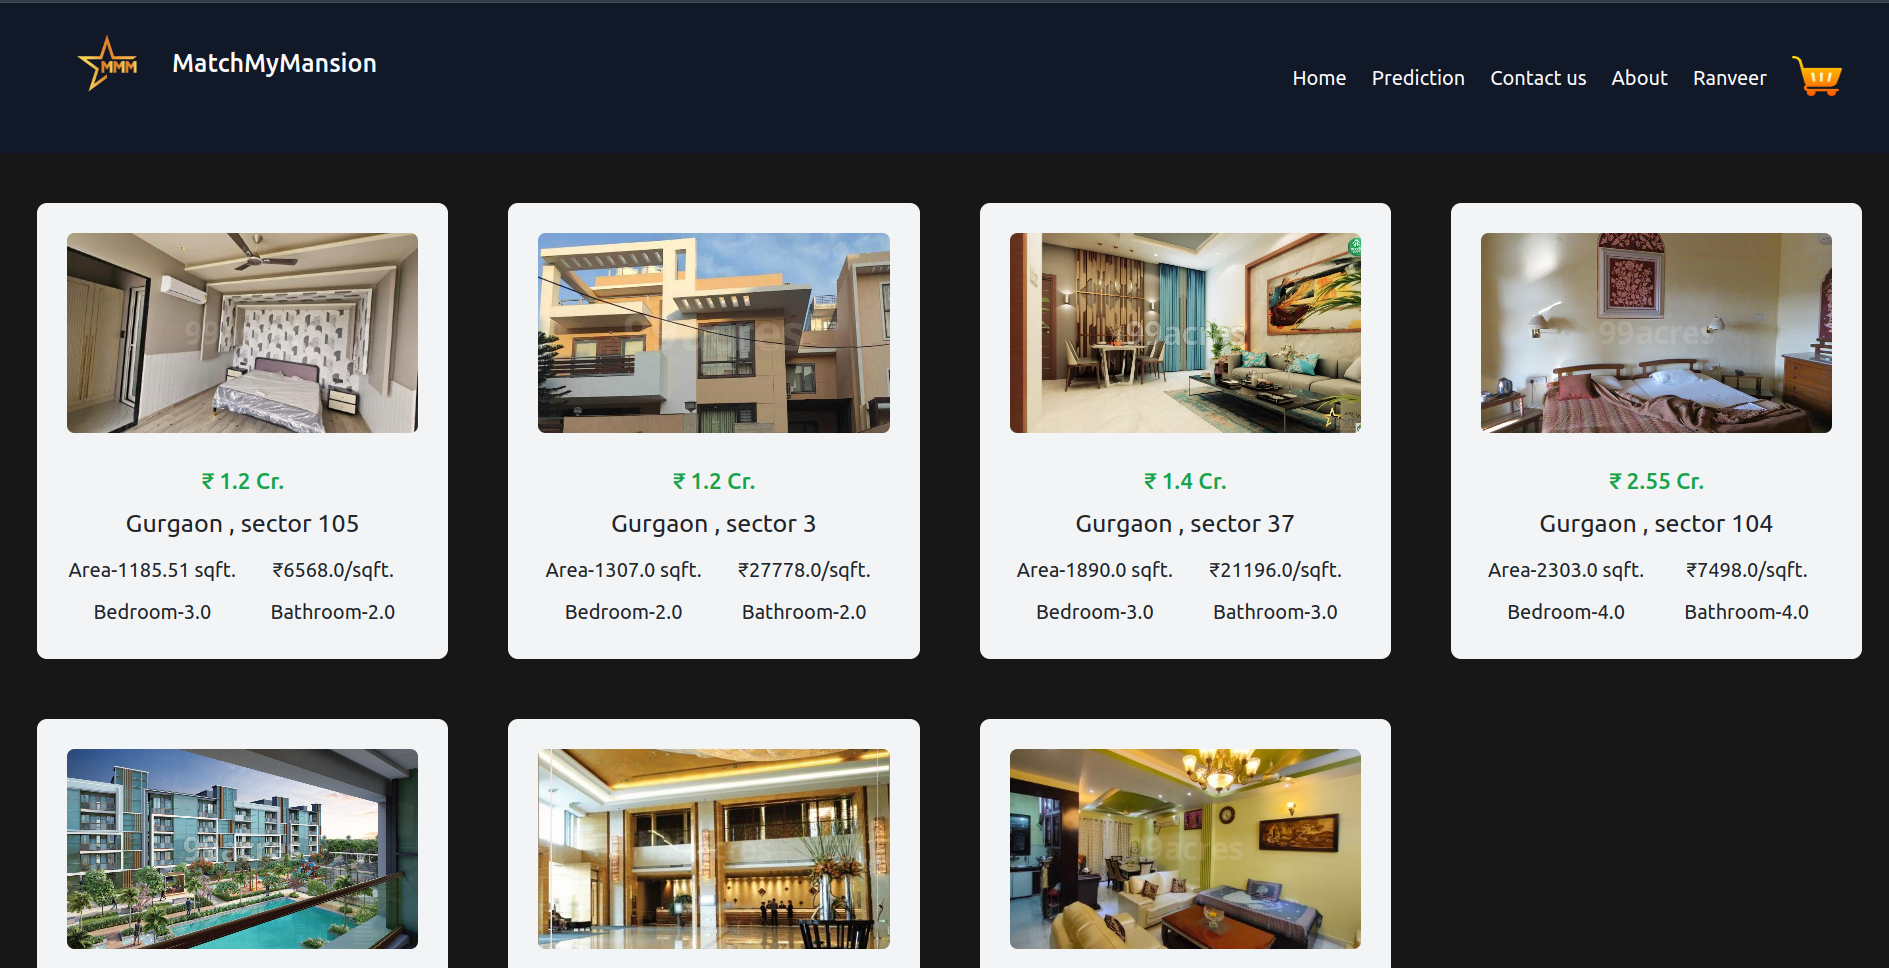 MMM
MatchMyMansion
Home Prediction Contact us About Ranveer
99acres
99acres
99acres
₹ 1.2 Cr.
₹ 1.2 Cr.
₹ 1.4 Cr.
₹ 2.55 Cr.
Gurgaon , sector 105
Gurgaon , sector 3
Gurgaon , sector 37
Gurgaon , sector 104
Area-1185.51 sqft. ₹6568.0/sqft.
Area-1307.0 sqft. ₹27778.0/sqft.
Area-1890.0 sqft. ₹21196.0/sqft.
Area-2303.0 sqft. ₹7498.0/sqft.
Bedroom-3.0 Bathroom-2.0
Bedroom-2.0 Bathroom-2.0
Bedroom-3.0 Bathroom-3.0
Bedroom-4.0 Bathroom-4.0
99acres
99acres